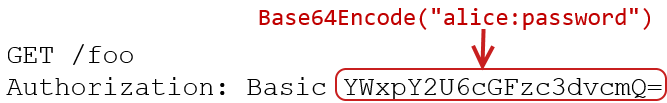 Base64Encode("alice:password")
GET /foo
Authorization: Basic YWxpY2U6cGFzc3dvcmQ=